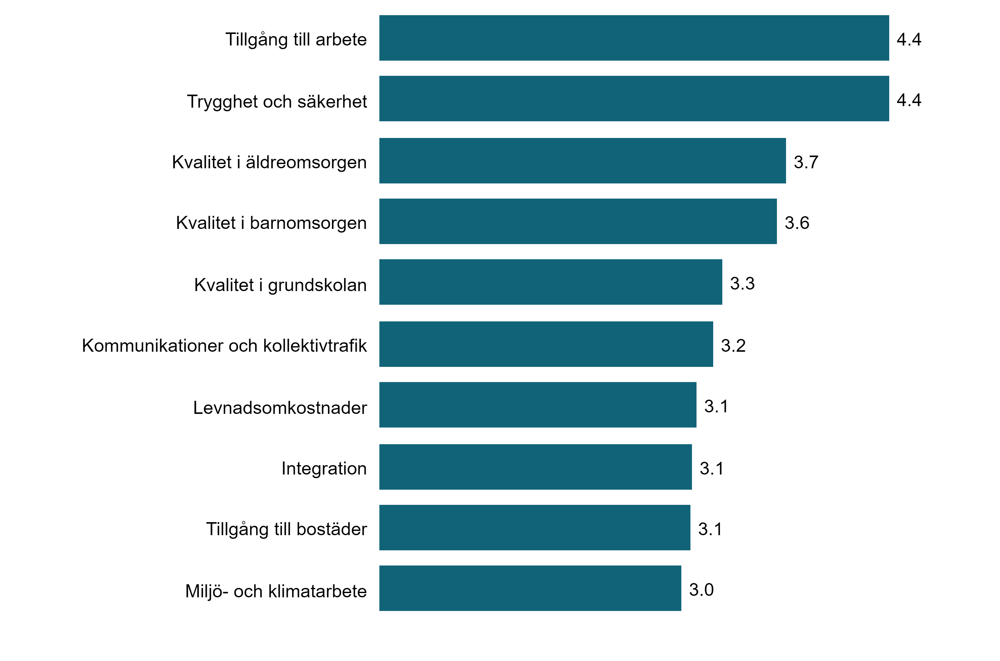 Tillgång till arbete 4.4
Trygghet och säkerhet 4.4
Kvalitet i äldreomsorgen 3.7
Kvalitet i barnomsorgen 3.6
Kvalitet i grundskolan 3.3
Kommunikationer och kollektivtrafik 3.2
Levnadsomkostnader 3.1
Integration 3.1
Tillgång till bostäder 3.1
Miljö- och klimatarbete 3.0